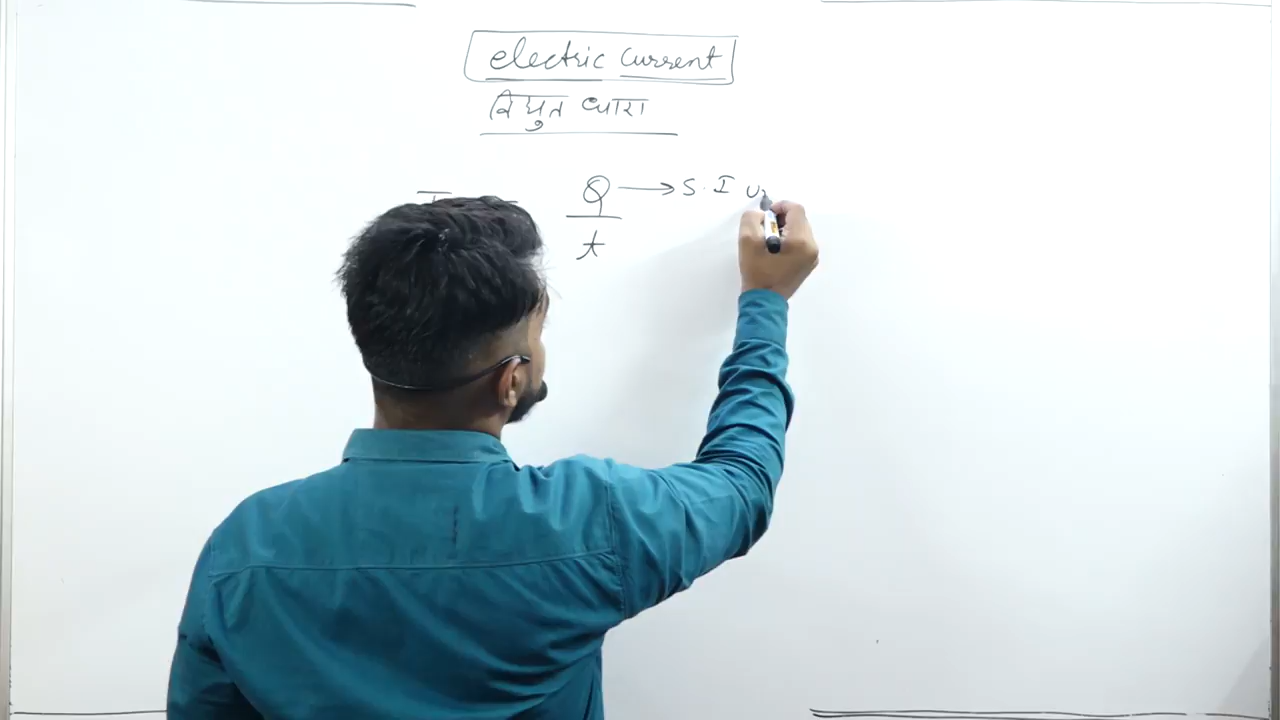 electric current
विद्युत धारा
Q → S.I
t